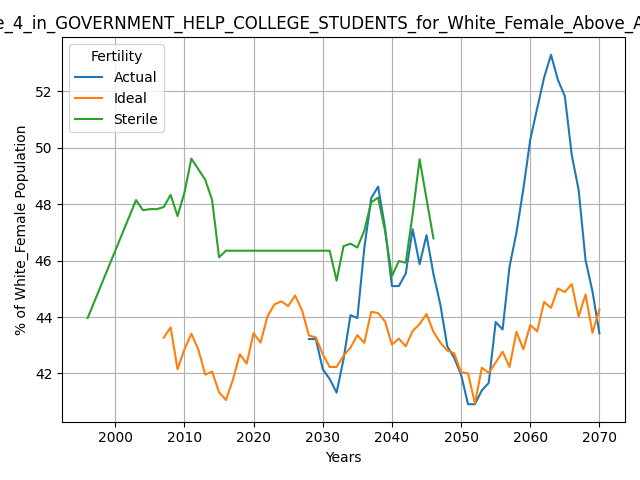 e_4_in_GOVERNMENT_HELP_COLLEGE_STUDENTS_for_White_Female_Above_A
Fertility
Actual
Ideal
Sterile
% of White_Female Population
52
50
48
46
44
42
2000
2010
2020
2030
2040
2050
2060
2070
Years